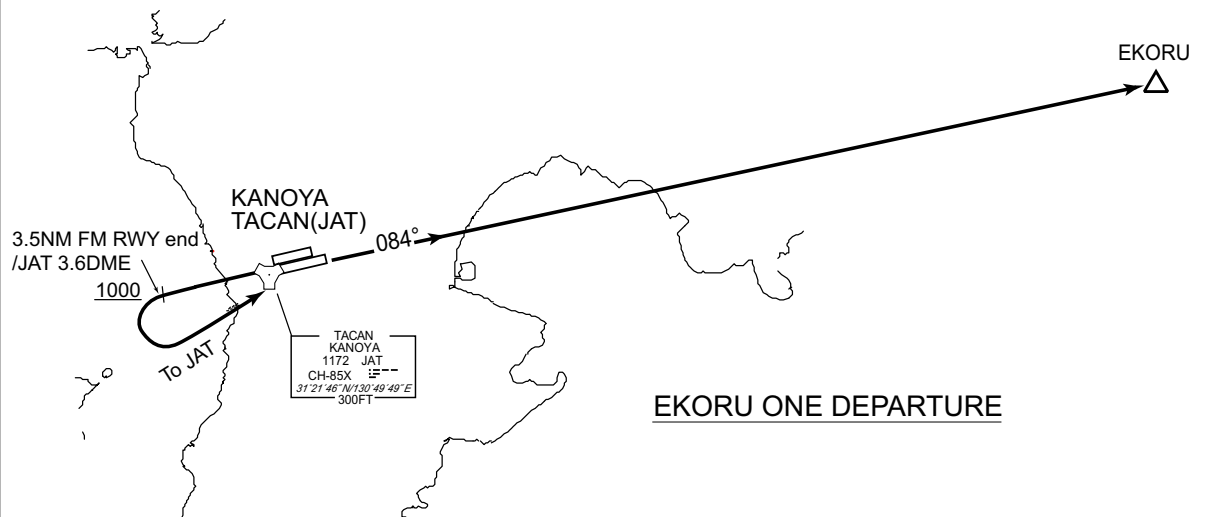 EKORU
KANOYA
TACAN(JAT)
084°
3.5NM FM RWY end
/JAT 3.6DME
1000
To JAT
TACAN
KANOYA
1172 JAT
CH-85X
31°21'46"N/130°49'49"E
300FT
EKORU ONE DEPARTURE